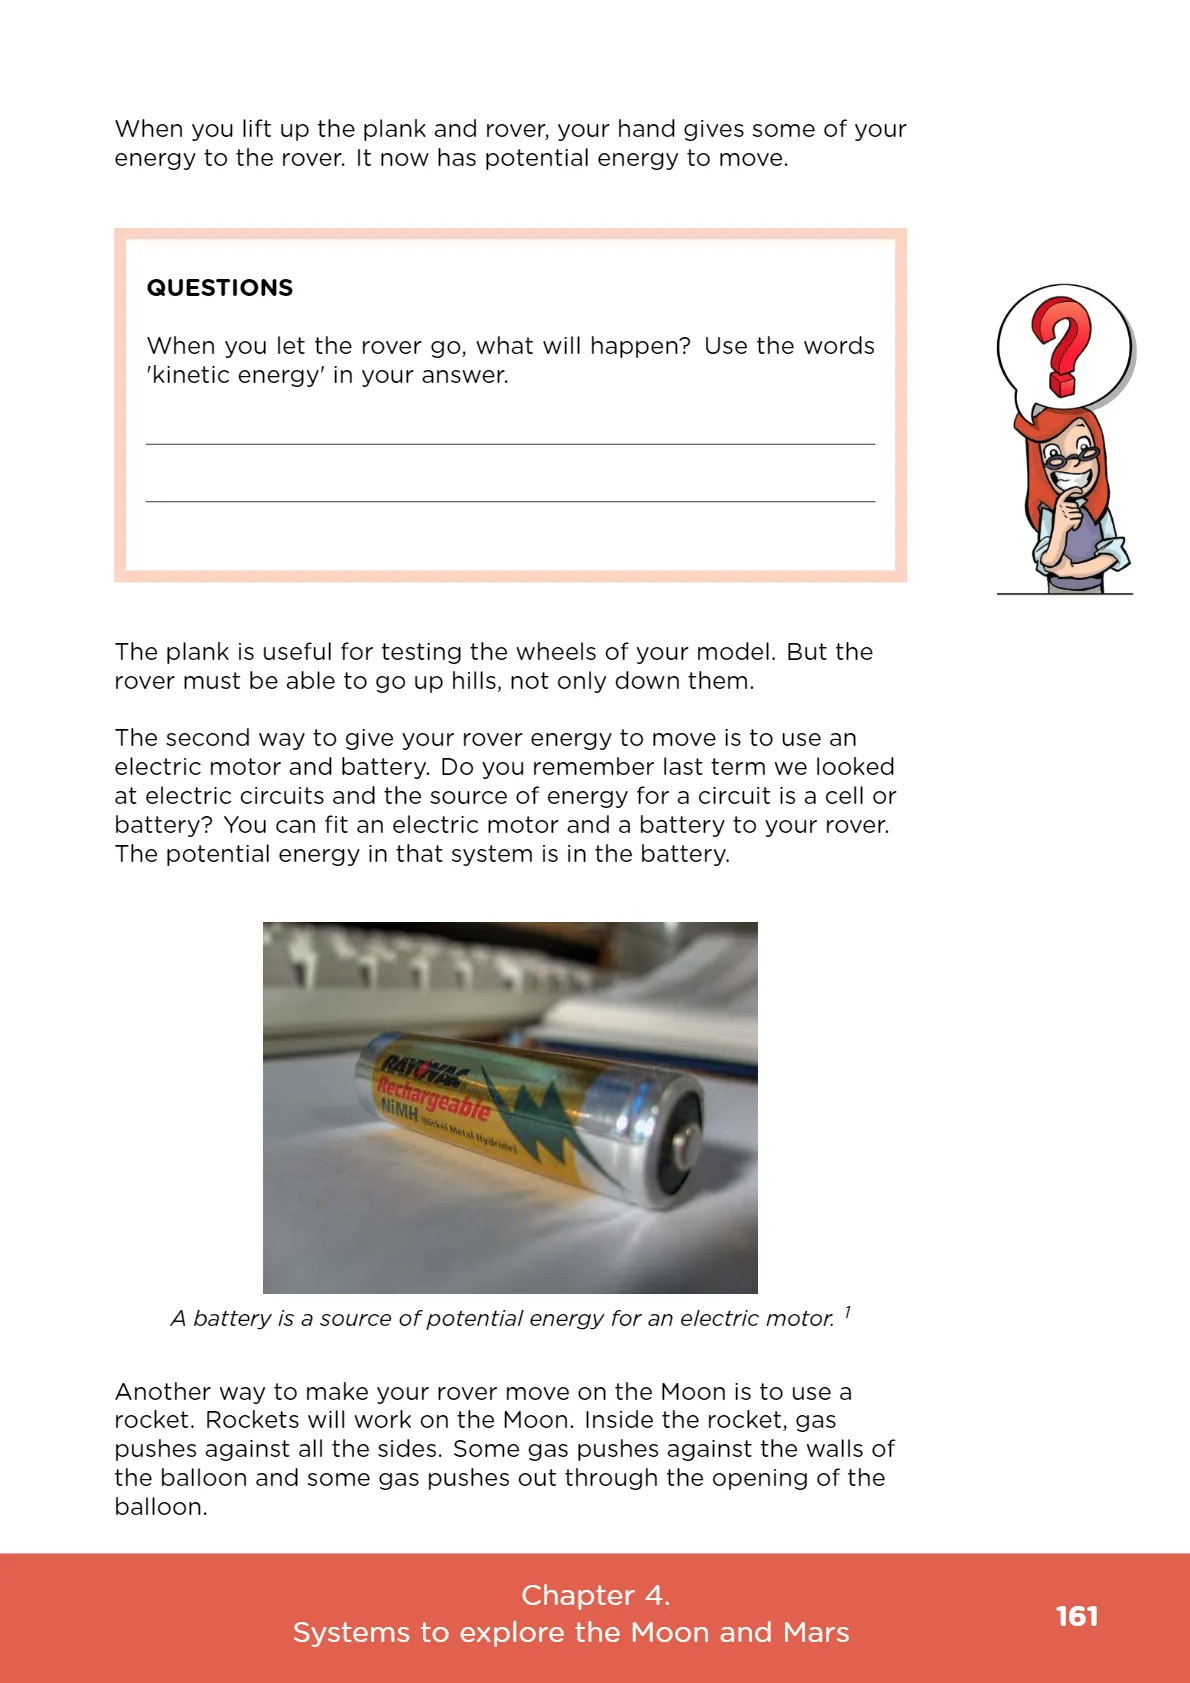 When you lift up the plank and rover, your hand gives some of your
energy to the rover. It now has potential energy to move.
QUESTIONS
When you let the rover go, what will happen? Use the words
'kinetic energy' in your answer.
?
The plank is useful for testing the wheels of your model. But the
rover must be able to go up hills, not only down them.
The second way to give your rover energy to move is to use an
electric motor and battery. Do you remember last term we looked
at electric circuits and the source of energy for a circuit is a cell or
battery? You can fit an electric motor and a battery to your rover.
The potential energy in that system is in the battery.
RAYOVAC
Rechargeable
NiMH (Nickel Metal Hydride)
A battery is a source of potential energy for an electric motor. 1
Another way to make your rover move on the Moon is to use a
rocket. Rockets will work on the Moon. Inside the rocket, gas
pushes against all the sides. Some gas pushes against the walls of
the balloon and some gas pushes out through the opening of the
balloon.
Chapter 4.
Systems to explore the Moon and Mars
161